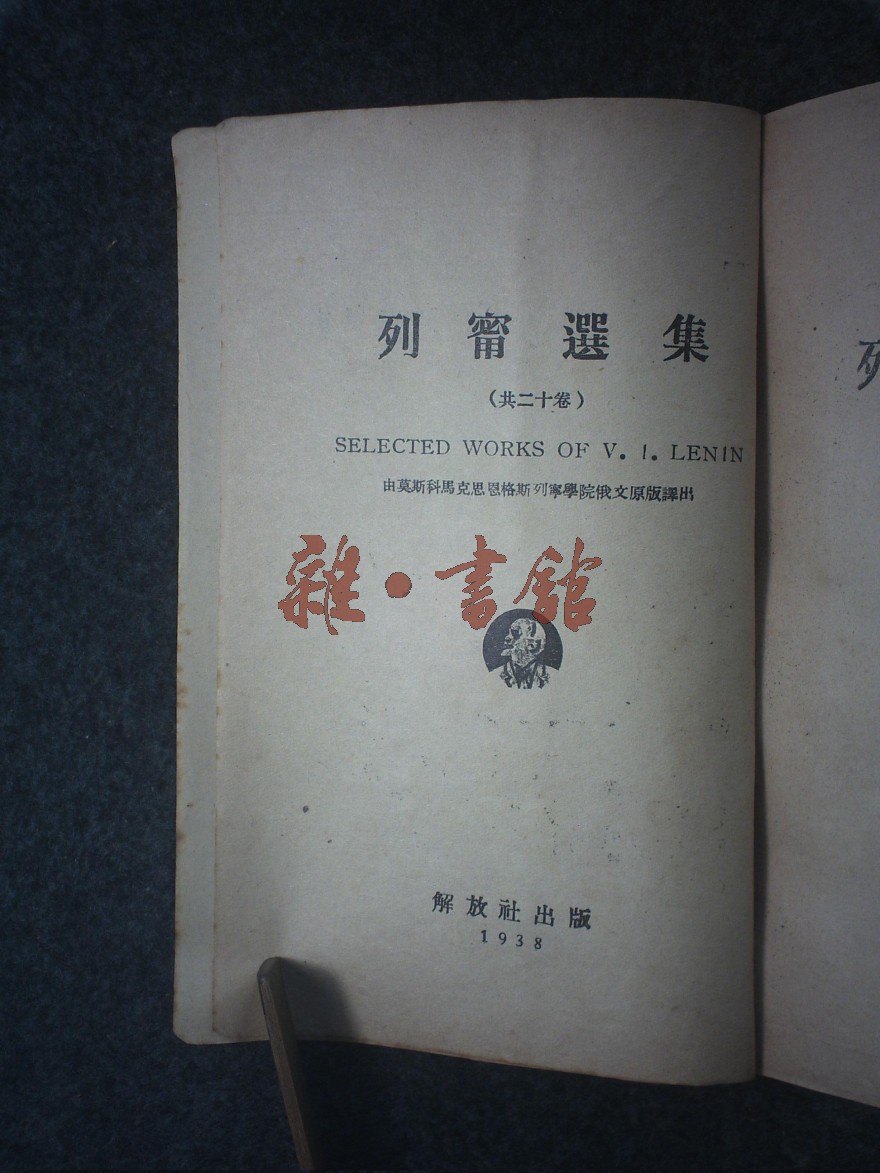 列甯選集
（共二十卷）
SELECTED WORKS OF V. I. LENIN
由莫斯科馬克思恩格斯列寧學院俄文原版譯出
雜·書館
解放社出版
1938
列